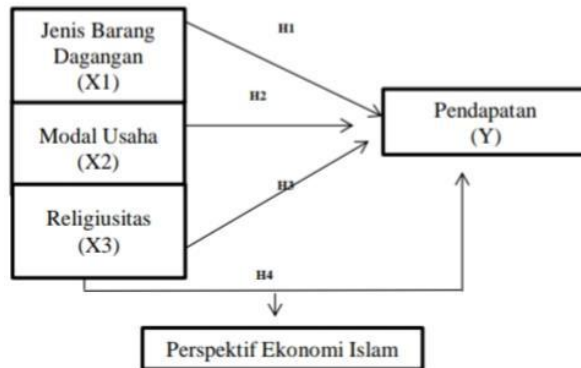 Jenis Barang
Dagangan
(X1)
H1
H2
Modal Usaha
(X2)
Pendapatan
(Y)
H3
Religiusitas
(X3)
H4
Perspektif Ekonomi Islam